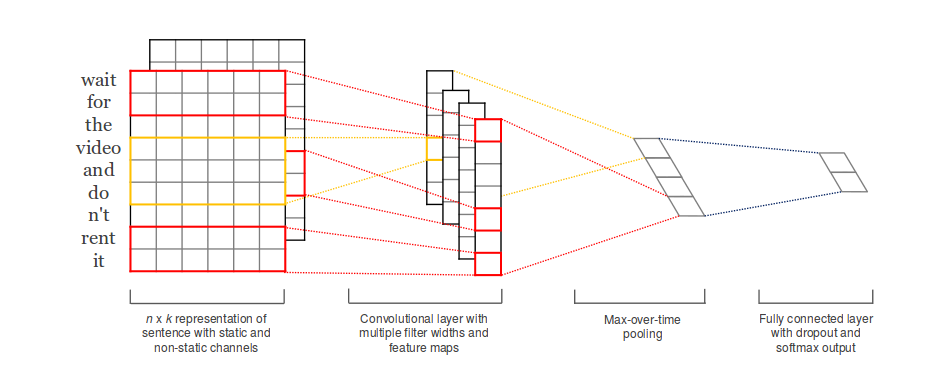 wait
for
the
video
and
do
n't
rent
it
n x k representation of
sentence with static and
non-static channels
Convolutional layer with
multiple filter widths and
feature maps
Max-over-time
pooling
Fully connected layer
with dropout and
softmax output